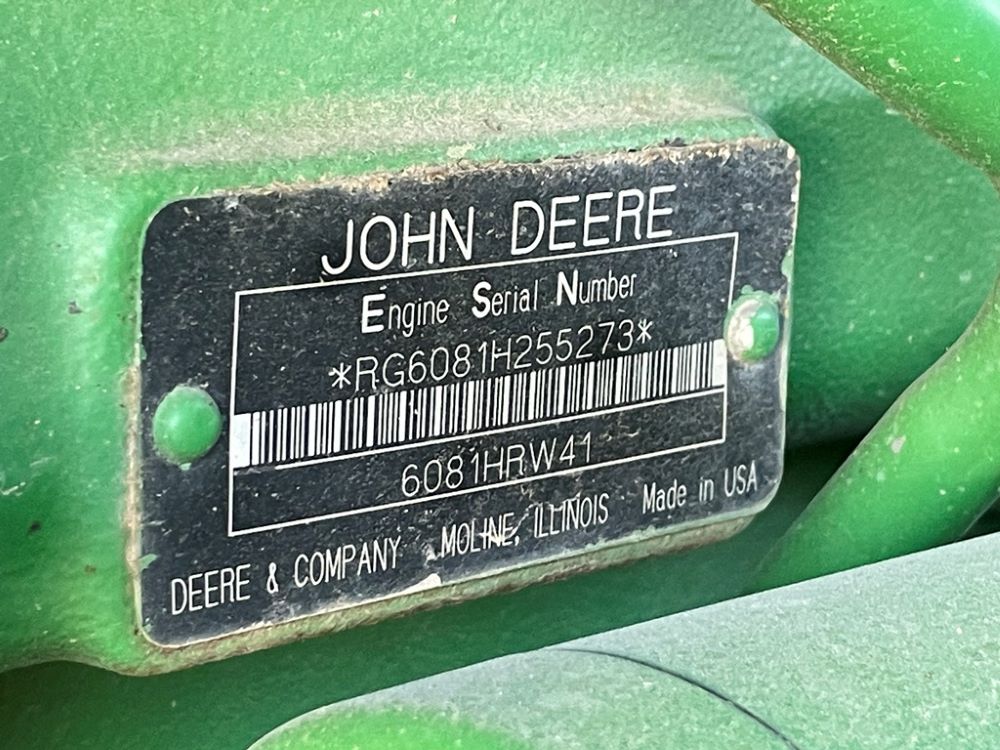 JOHN DEERE
Engine Serial Number
*RG6081H255273*
6081HRW41
DEERE & COMPANY MOLINE, ILLINOIS Made in USA